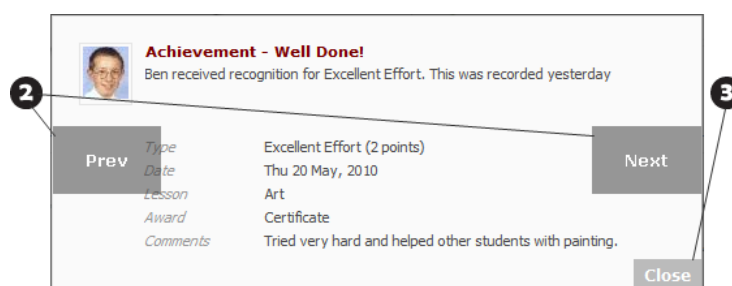 Achievement - Well Done!
Ben received recognition for Excellent Effort. This was recorded yesterday
2
3
Prev
Next
Type Excellent Effort (2 points)
Date Thu 20 May, 2010
Lesson Art
Award Certificate
Comments Tried very hard and helped other students with painting.
Close